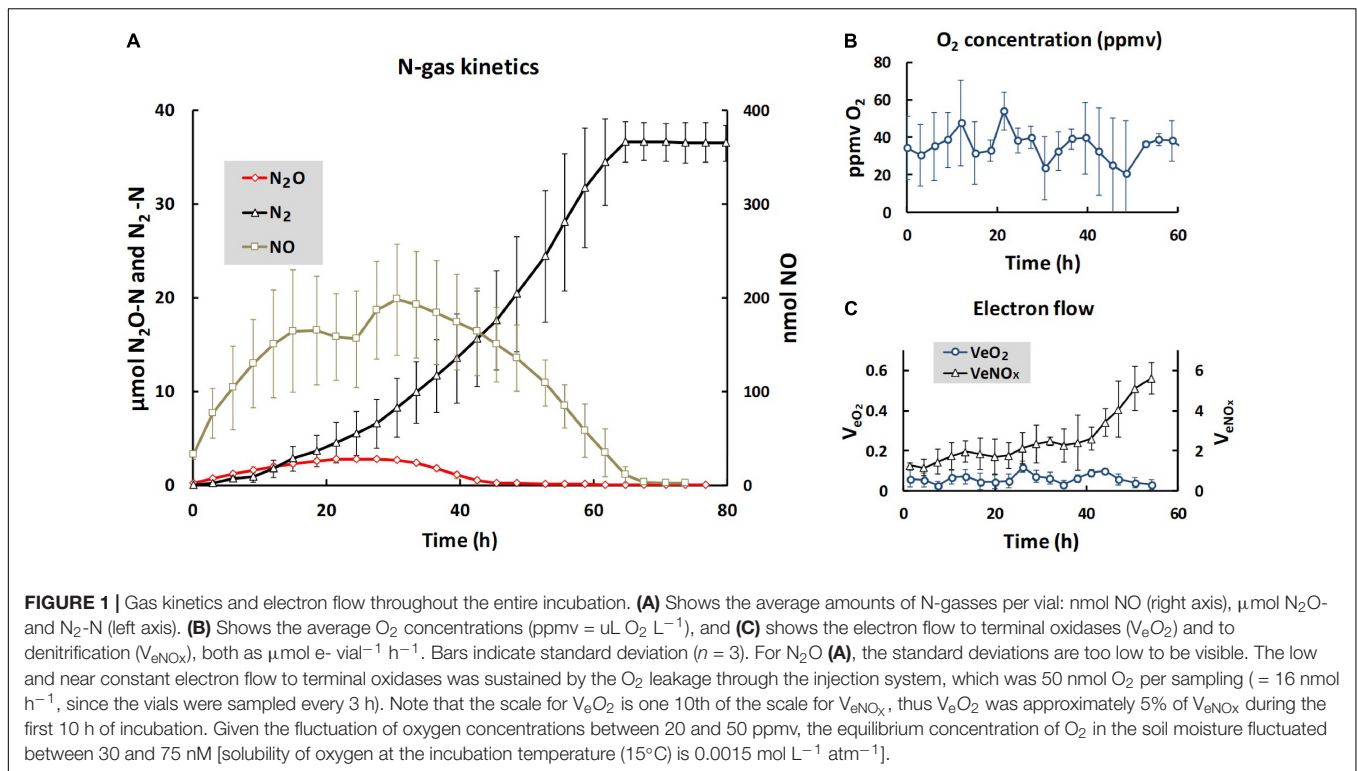 A
N-gas kinetics
40
30
20
10
0
μmol N₂O-N and N₂ -N
400
300
200
100
0
nmol NO
N₂O
N₂
NO
0 20 40 60 80
Time (h)
B
O₂ concentration (ppmv)
80
60
40
20
0
ppmv O₂
0 20 40 60
Time (h)
C
Electron flow
VeO₂
VeNOₓ
0.6
0.4
0.2
0
VeO₂
6
4
2
0
VeNOₓ
0 20 40 60
Time (h)
FIGURE 1 | Gas kinetics and electron flow throughout the entire incubation. (A) Shows the average amounts of N-gasses per vial: nmol NO (right axis), μmol N₂O-
and N₂-N (left axis). (B) Shows the average O₂ concentrations (ppmv = uL O₂ L⁻¹), and (C) shows the electron flow to terminal oxidases (VₑO₂) and to
denitrification (VeNOₓ), both as μmol e- vial⁻¹ h⁻¹. Bars indicate standard deviation (n = 3). For N₂O (A), the standard deviations are too low to be visible. The low
and near constant electron flow to terminal oxidases was sustained by the O₂ leakage through the injection system, which was 50 nmol O₂ per sampling ( = 16 nmol
h⁻¹, since the vials were sampled every 3 h). Note that the scale for VₑO₂ is one 10th of the scale for VeNOₓ, thus VₑO₂ was approximately 5% of VeNOₓ during the
first 10 h of incubation. Given the fluctuation of oxygen concentrations between 20 and 50 ppmv, the equilibrium concentration of O₂ in the soil moisture fluctuated
between 30 and 75 nM [solubility of oxygen at the incubation temperature (15°C) is 0.0015 mol L⁻¹ atm⁻¹].